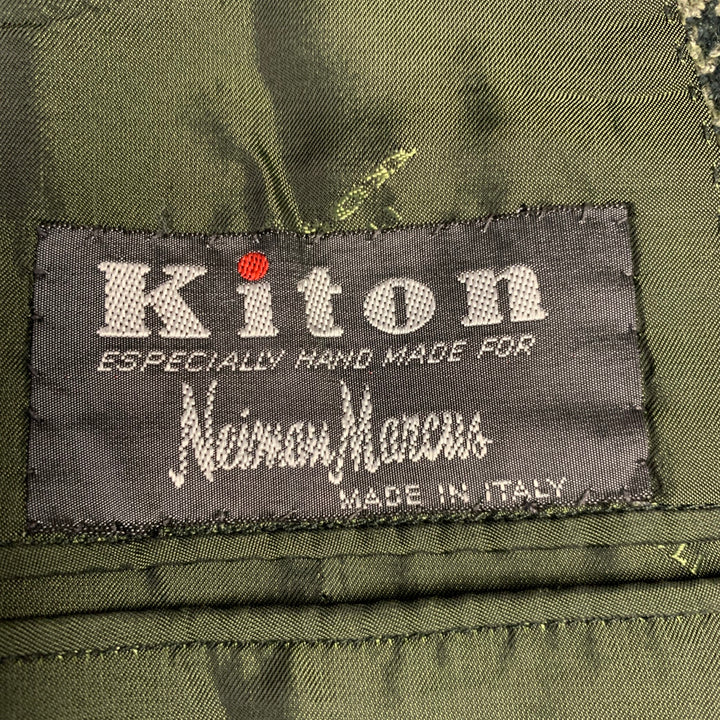 Kiton
ESPECIALLY HAND MADE FOR
Neiman Marcus
MADE IN ITALY